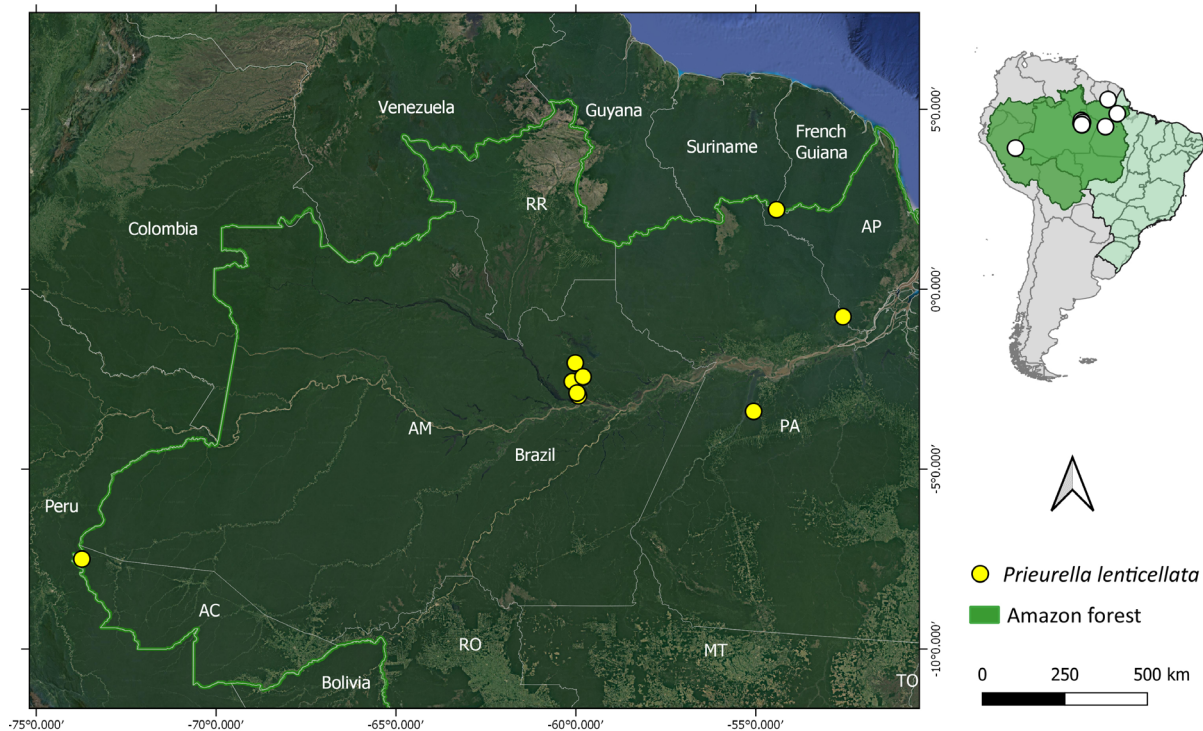 Venezuela
Guyana
Suriname
French
Guiana
RR
AP
Colombia
AM
Brazil
PA
Peru
AC
RO
MT
Bolivia
TO
5°0.000′
0°0.000′
-5°0.000′
-10°0.000′
-75°0.000′
-70°0.000′
-65°0.000′
-60°0.000′
-55°0.000′
Prieurella lenticellata
Amazon forest
0 250 500 km